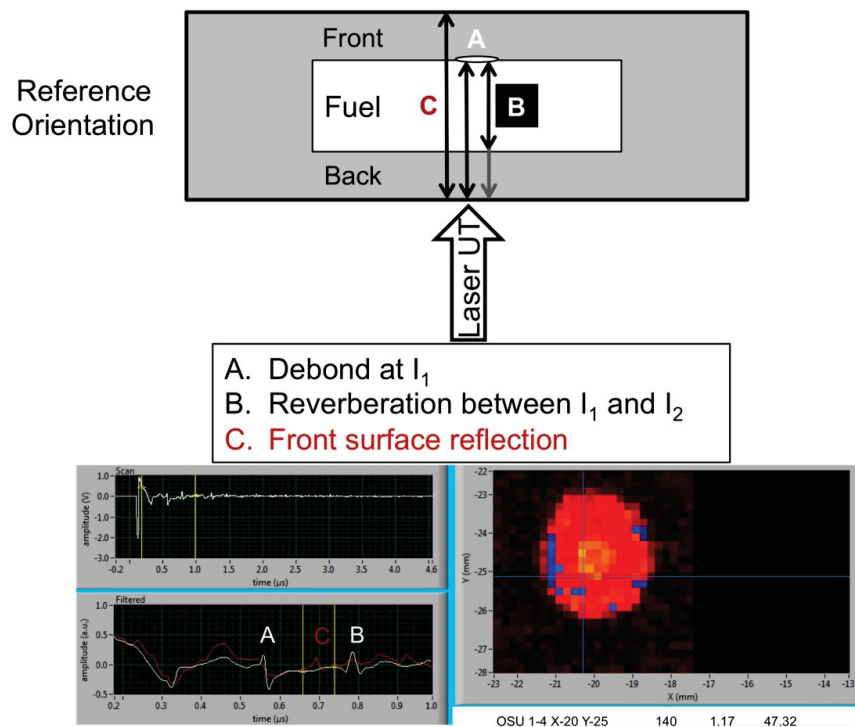 Front
A
Reference
Orientation
Fuel
C
B
Back
Laser UT
A. Debond at I₁
B. Reverberation between I₁ and I₂
C. Front surface reflection
Scan
amplitude (V)
1.0
0.0
-1.0
-2.0
-3.0
-0.2 0.5 1.0 1.5 2.0 2.5 3.0 3.5 4.0 4.6
time (µs)
Filtered
amplitude (a.u.)
1.0
0.5
0.0
-0.5
A
C
B
0.2 0.3 0.4 0.5 0.6 0.7 0.8 0.9 1.0
time (µs)
Y (mm)
-22
-23
-24
-25
-26
-27
-28
-23 -22 -21 -20 -19 -18 -17 -16 -15 -14 -13
X (mm)
OSU 1-4 X-20 Y-25 140 1.17 47.32